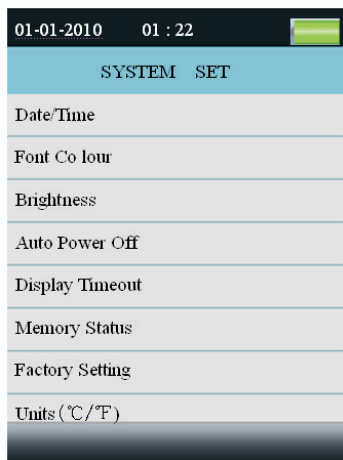 01-01-2010 01 : 22
SYSTEM SET
Date/Time
Font Co lour
Brightness
Auto Power Off
Display Timeout
Memory Status
Factory Setting
Units(℃/℉)